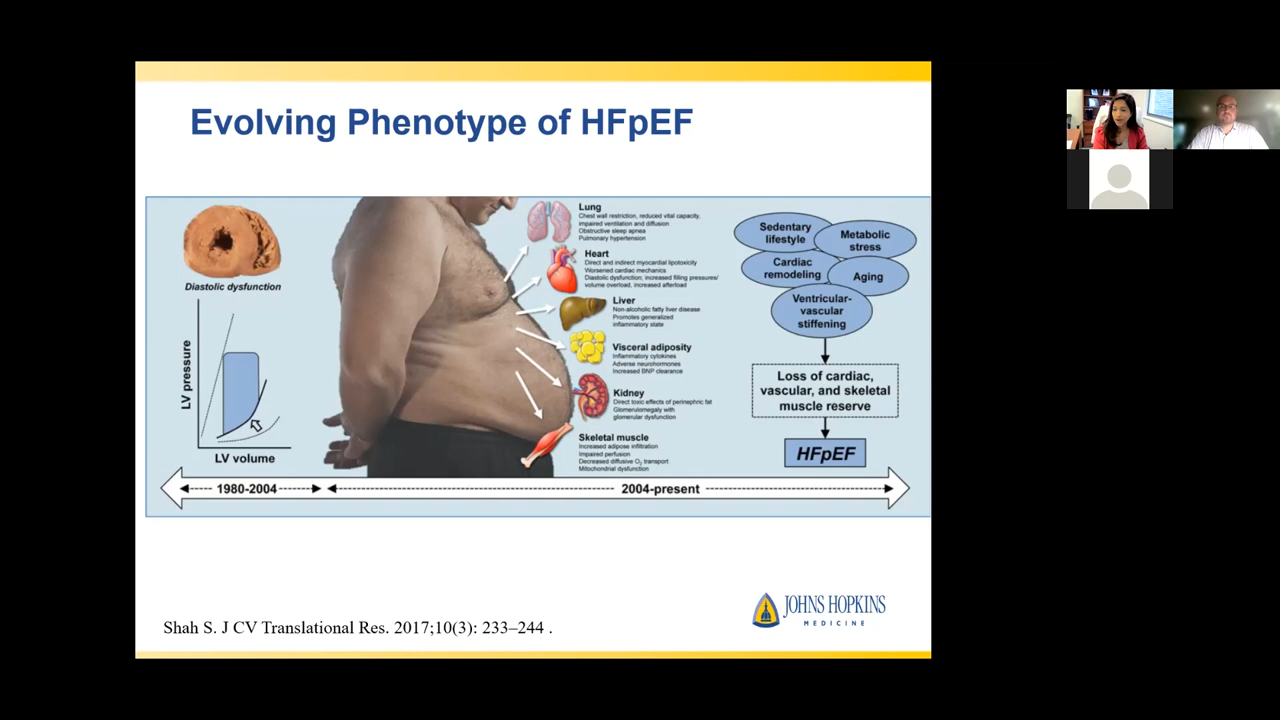 Evolving Phenotype of HFpEF
Diastolic dysfunction
LV pressure
LV volume
Lung
Chest wall restriction, reduced vital capacity,
impaired ventilation and diffusion
Obstructive sleep apnea
Pulmonary hypertension
Heart
Direct and indirect myocardial lipotoxicity
Worsened cardiac mechanics
Diastolic dysfunction; increased filling pressures/
volume overload, increased afterload
Liver
Non-alcoholic fatty liver disease
Promotes generalized
inflammatory state
Visceral adiposity
Inflammatory cytokines
Adverse neurohormones
Increased BNP clearance
Kidney
Direct toxic effects of perinephric fat
Glomerulomegaly with
glomerular dysfunction
Skeletal muscle
Increased adipose infiltration
Impaired perfusion
Decreased diffusive O₂ transport
Mitochondrial dysfunction
Sedentary
lifestyle
Metabolic
stress
Cardiac
remodeling
Aging
Ventricular-
vascular
stiffening
Loss of cardiac,
vascular, and skeletal
muscle reserve
HFpEF
1980-2004
2004-present
Shah S. J CV Translational Res. 2017;10(3): 233–244 .
JOHNS HOPKINS
MEDICINE